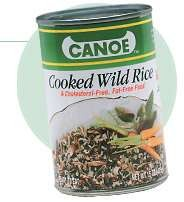 CANOE
Cooked Wild Rice
A Cholesterol-Free, Fat-Free Food